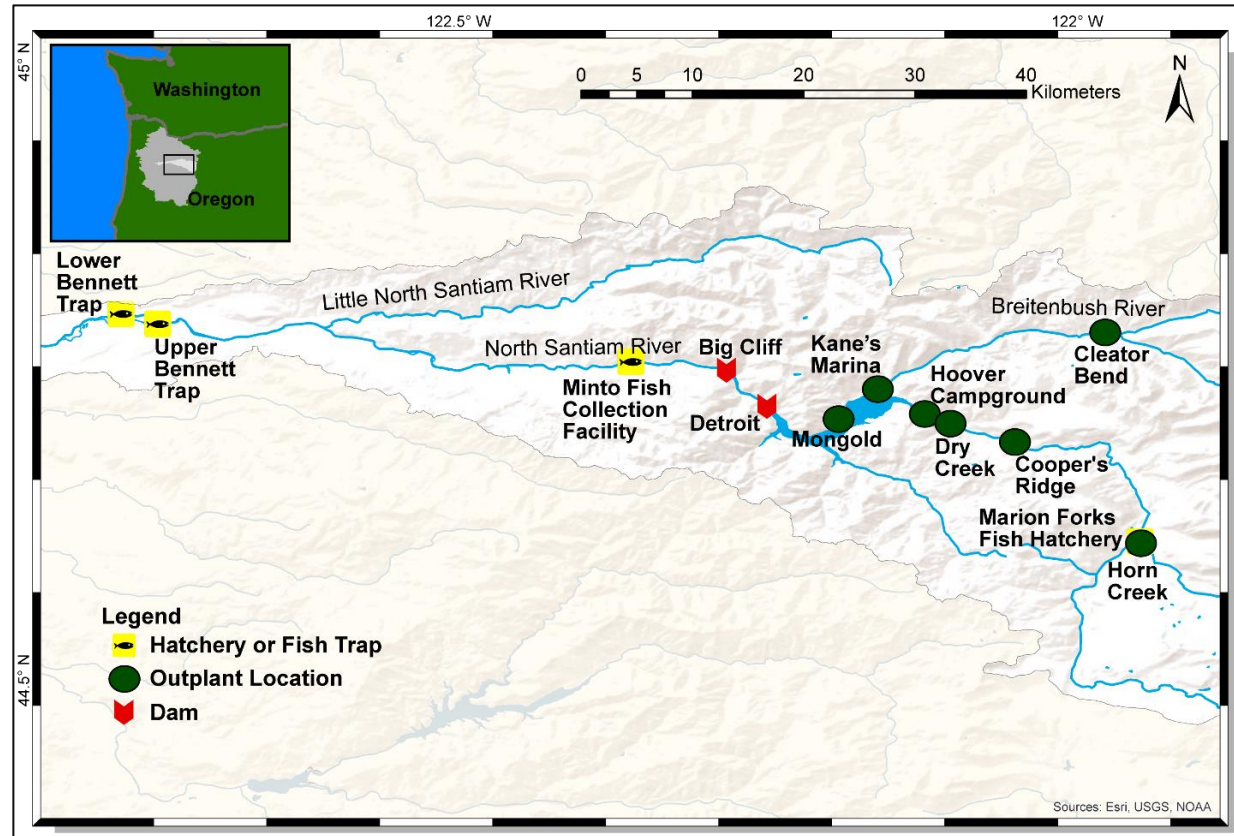 122.5° W
122° W
45° N
44.5° N
Washington
Oregon
0 5 10 20 30 40
Kilometers
N
Lower
Bennett
Trap
Upper
Bennett
Trap
Little North Santiam River
North Santiam River
Minto Fish
Collection
Facility
Big Cliff
Detroit
Kane's
Marina
Mongold
Breitenbush River
Cleator
Bend
Hoover
Campground
Dry
Creek
Cooper's
Ridge
Marion Forks
Fish Hatchery
Horn
Creek
Legend
Hatchery or Fish Trap
Outplant Location
Dam
Sources: Esri, USGS, NOAA